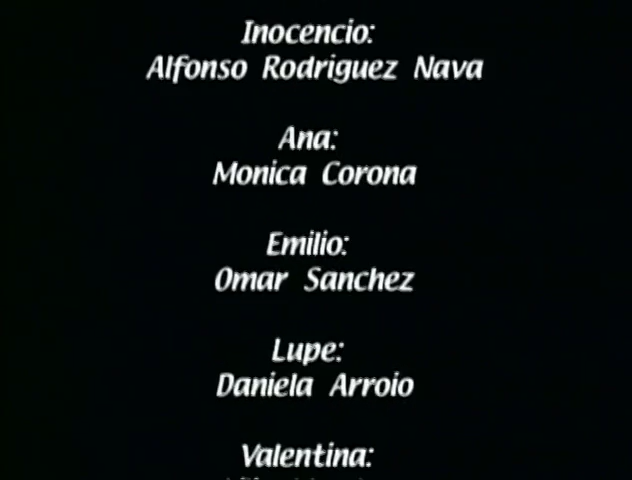 Inocencio:
Alfonso Rodriguez Nava
Ana:
Monica Corona
Emilio:
Omar Sanchez
Lupe:
Daniela Arroio
Valentina: